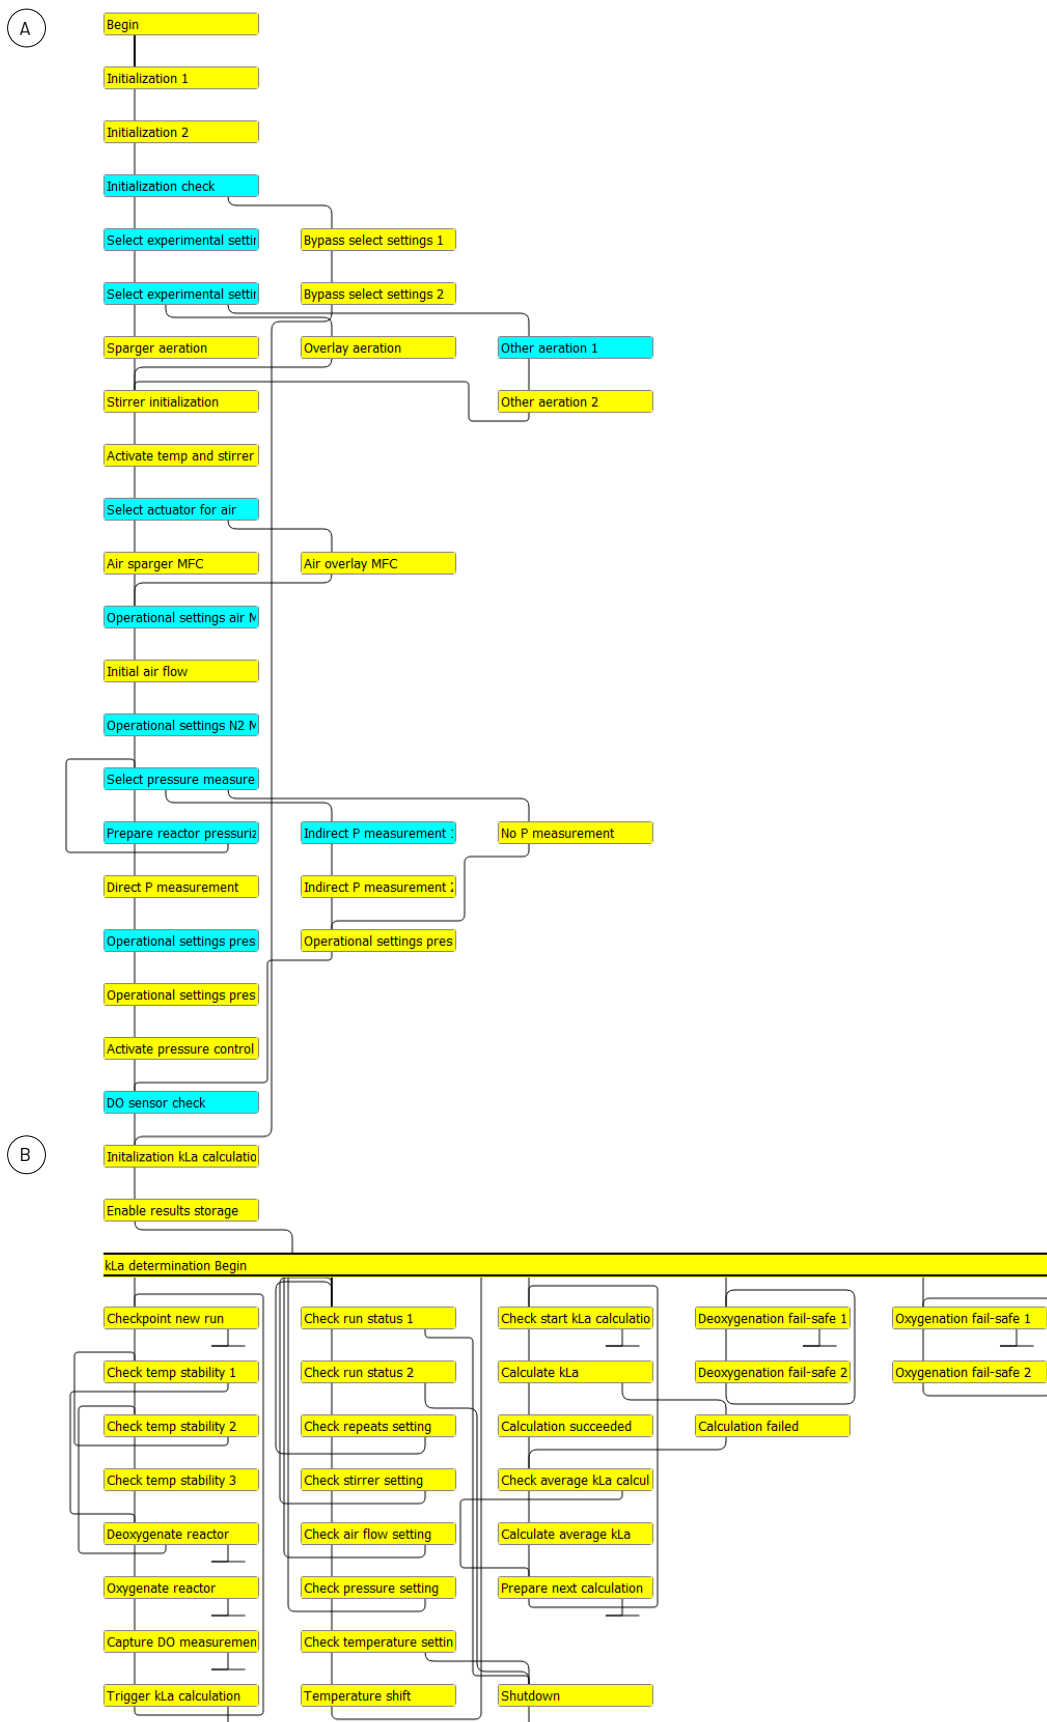 A
Begin
Initialization 1
Initialization 2
Initialization check
Select experimental settin
Bypass select settings 1
Select experimental settin
Bypass select settings 2
Sparger aeration
Overlay aeration
Other aeration 1
Stirrer initialization
Other aeration 2
Activate temp and stirrer
Select actuator for air
Air sparger MFC
Air overlay MFC
Operational settings air M
Initial air flow
Operational settings N2 M
Select pressure measure
Prepare reactor pressuriz
Indirect P measurement 1
No P measurement
Direct P measurement
Indirect P measurement 2
Operational settings pres
Operational settings pres
Operational settings pres
Activate pressure control
DO sensor check
B
Initalization kLa calculatio
Enable results storage
kLa determination Begin
Checkpoint new run
Check run status 1
Check start kLa calculatio
Deoxygenation fail-safe 1
Oxygenation fail-safe 1
Check temp stability 1
Check run status 2
Calculate kLa
Deoxygenation fail-safe 2
Oxygenation fail-safe 2
Check temp stability 2
Check repeats setting
Calculation succeeded
Calculation failed
Check temp stability 3
Check stirrer setting
Check average kLa calcul
Deoxygenate reactor
Check air flow setting
Calculate average kLa
Oxygenate reactor
Check pressure setting
Prepare next calculation
Capture DO measuremen
Check temperature settin
Trigger kLa calculation
Temperature shift
Shutdown